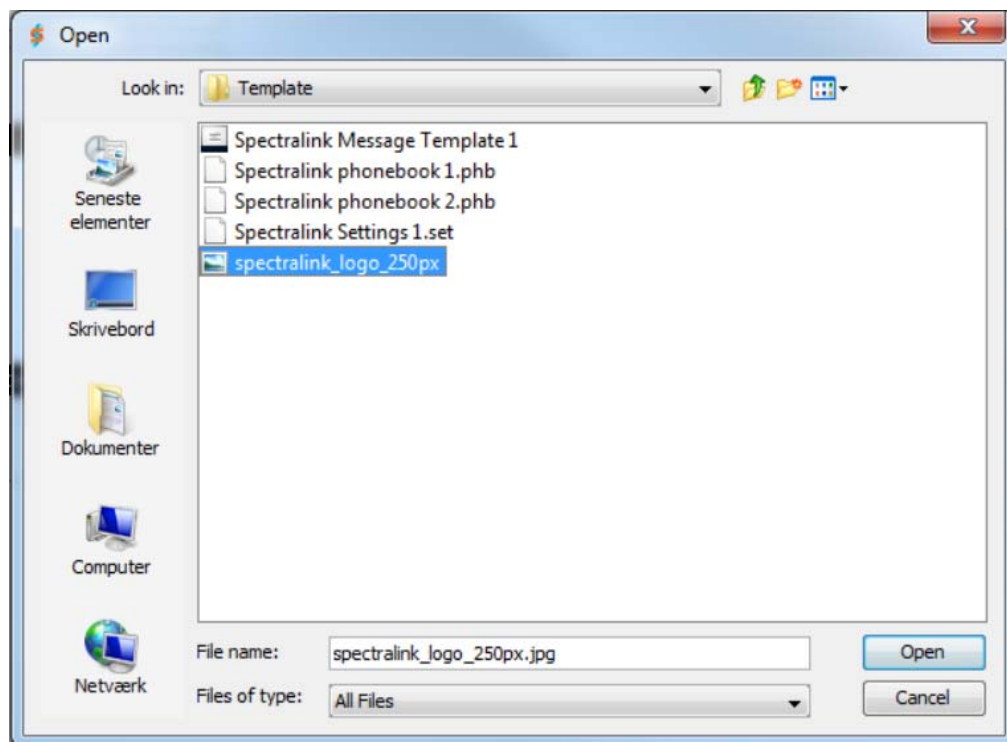 Open
Look in:
Template
Spectralink Message Template 1
Spectralink phonebook 1.phb
Spectralink phonebook 2.phb
Spectralink Settings 1.set
spectralink_logo_250px
Seneste
elementer
Skrivebord
Dokumenter
Computer
Netværk
File name:
spectralink_logo_250px.jpg
Open
Files of type:
All Files
Cancel